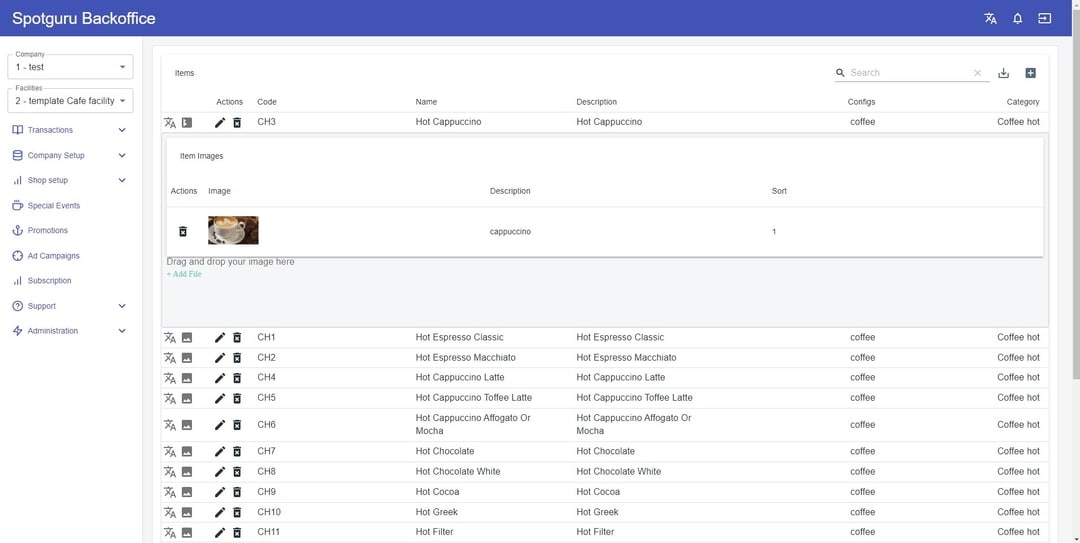 Spotguru Backoffice
Company
1 - test
Facilities
2 - template Cafe facility
Transactions
Company Setup
Shop setup
Special Events
Promotions
Ad Campaigns
Subscription
Support
Administration
Items
Search
Actions Code Name Description Configs Category
CH3 Hot Cappuccino Hot Cappuccino coffee Coffee hot
Item Images
Actions Image Description Sort
cappuccino 1
Drag and drop your image here
+ Add File
CH1 Hot Espresso Classic Hot Espresso Classic coffee Coffee hot
CH2 Hot Espresso Macchiato Hot Espresso Macchiato coffee Coffee hot
CH4 Hot Cappuccino Latte Hot Cappuccino Latte coffee Coffee hot
CH5 Hot Cappuccino Toffee Latte Hot Cappuccino Toffee Latte coffee Coffee hot
CH6 Hot Cappuccino Affogato Or Mocha Hot Cappuccino Affogato Or Mocha coffee Coffee hot
CH7 Hot Chocolate Hot Chocolate coffee Coffee hot
CH8 Hot Chocolate White Hot Chocolate White coffee Coffee hot
CH9 Hot Cocoa Hot Cocoa coffee Coffee hot
CH10 Hot Greek Hot Greek coffee Coffee hot
CH11 Hot Filter Hot Filter coffee Coffee hot